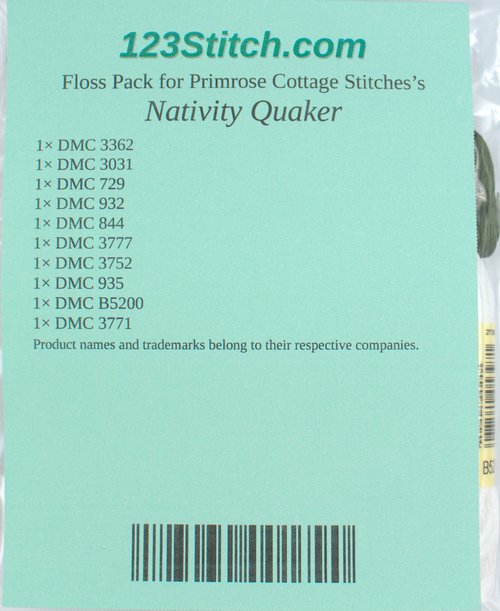 123Stitch.com
Floss Pack for Primrose Cottage Stitches's
Nativity Quaker
1× DMC 3362
1× DMC 3031
1× DMC 729
1× DMC 932
1× DMC 844
1× DMC 3777
1× DMC 3752
1× DMC 935
1× DMC B5200
1× DMC 3771
Product names and trademarks belong to their respective companies.